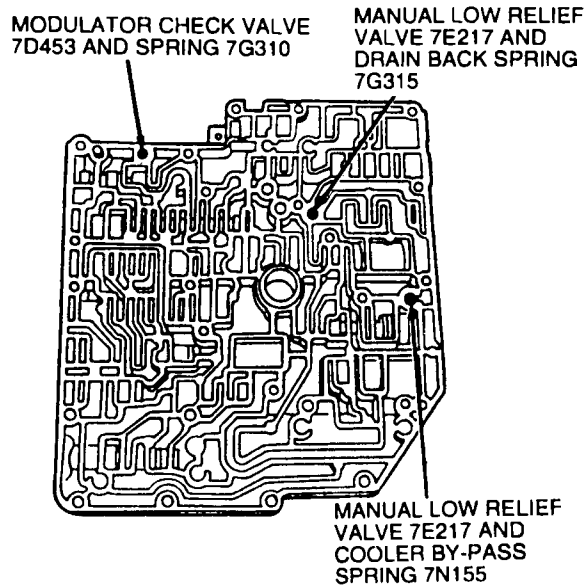 MODULATOR CHECK VALVE
7D453 AND SPRING 7G310
MANUAL LOW RELIEF
VALVE 7E217 AND
DRAIN BACK SPRING
7G315
MANUAL LOW RELIEF
VALVE 7E217 AND
COOLER BY-PASS
SPRING 7N155